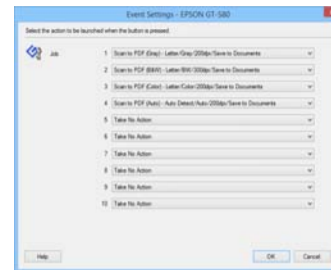 Event Settings - EPSON GT-S80
Select the action to be launched when the button is pressed.
Job
1 Scan to PDF (Gray) - Letter/Gray/200dpi/Save to Documents
2 Scan to PDF (B&W) - Letter/BW/300dpi/Save to Documents
3 Scan to PDF (Color) - Letter/Color/200dpi/Save to Documents
4 Scan to PDF (Auto) - Auto Detect/Auto/200dpi/Save to Documents
5 Take No Action
6 Take No Action
7 Take No Action
8 Take No Action
9 Take No Action
10 Take No Action
Help OK Cancel